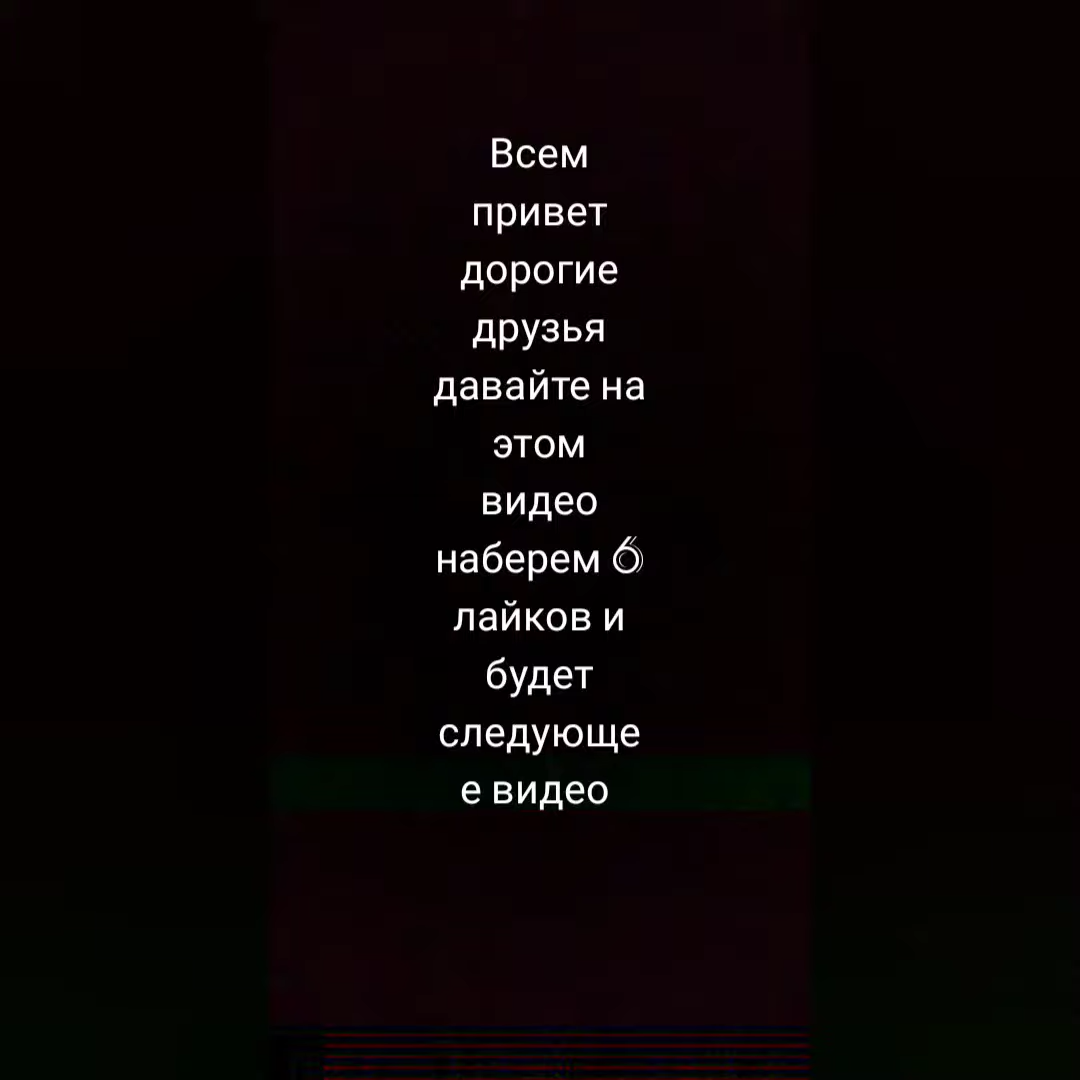 Всем
привет
дорогие
друзья
давайте на
этом
видео
наберем 6
лайков и
будет
следующе
е видео